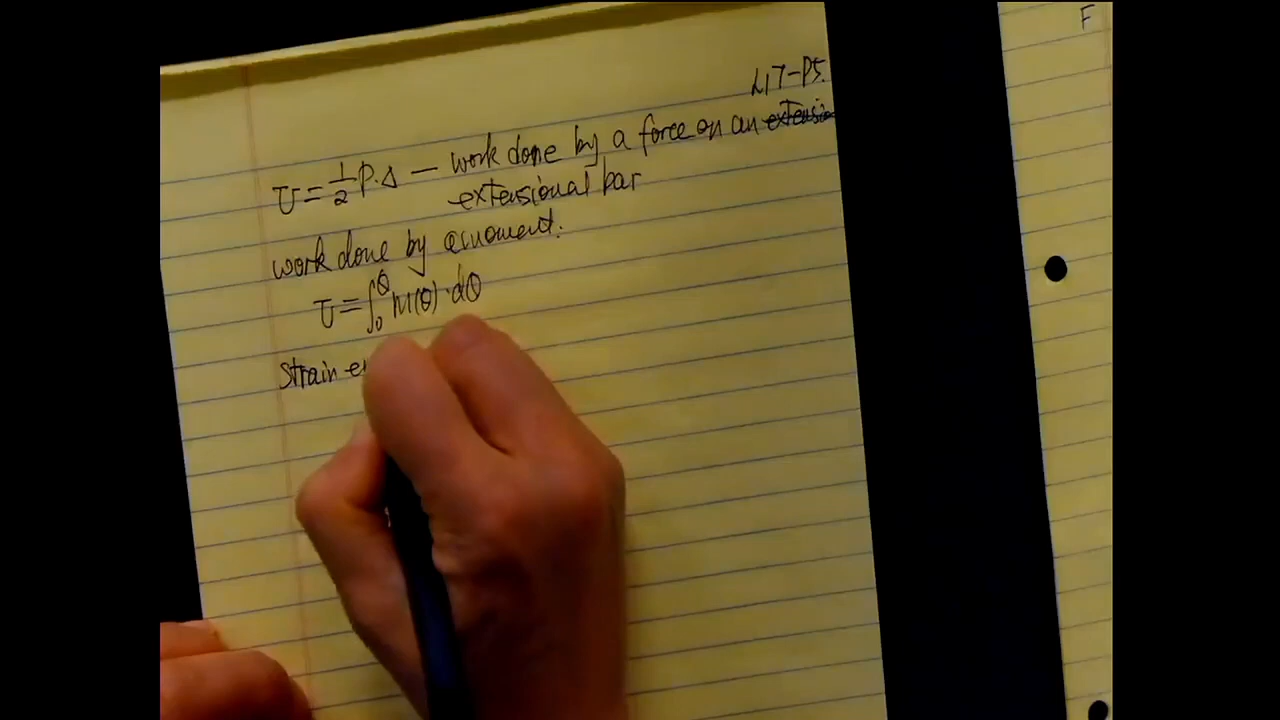 L17-P5
U = 1/2 P·Δ — work done by a force on an extension
extensional bar
work done by a moment:
U = ∫₀^θ M(θ)·dθ
Strain
F